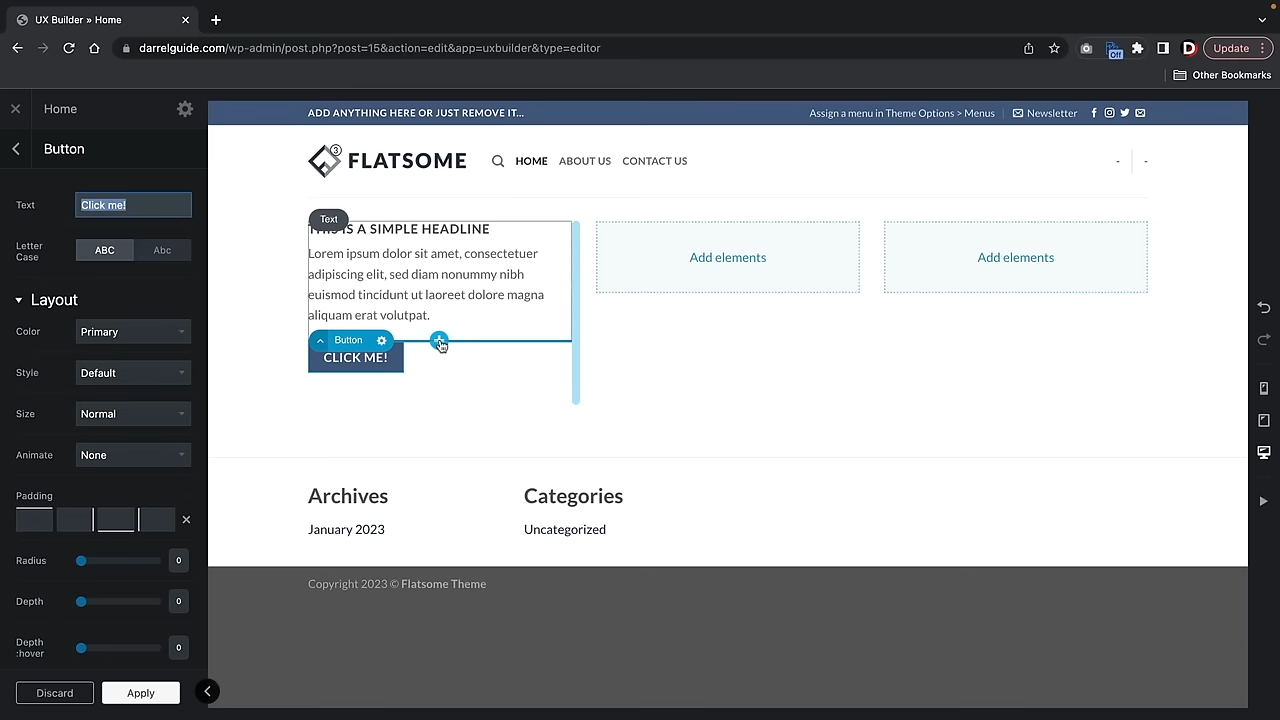 UX Builder » Home
darrelguide.com/wp-admin/post.php?post=15&action=edit&app=uxbuilder&type=editor
Off
D
Update
Other Bookmarks
Home
Button
Text
Click me!
Letter
Case
ABC
Abc
Layout
Color
Primary
Style
Default
Size
Normal
Animate
None
Padding
Radius
0
Depth
0
Depth
:hover
0
Discard
Apply
ADD ANYTHING HERE OR JUST REMOVE IT...
Assign a menu in Theme Options > Menus
Newsletter
3
FLATSOME
HOME
ABOUT US
CONTACT US
-
-
Text
THIS IS A SIMPLE HEADLINE
Lorem ipsum dolor sit amet, consectetuer
adipiscing elit, sed diam nonummy nibh
euismod tincidunt ut laoreet dolore magna
aliquam erat volutpat.
Button
CLICK ME!
Add elements
Add elements
Archives
January 2023
Categories
Uncategorized
Copyright 2023 © Flatsome Theme